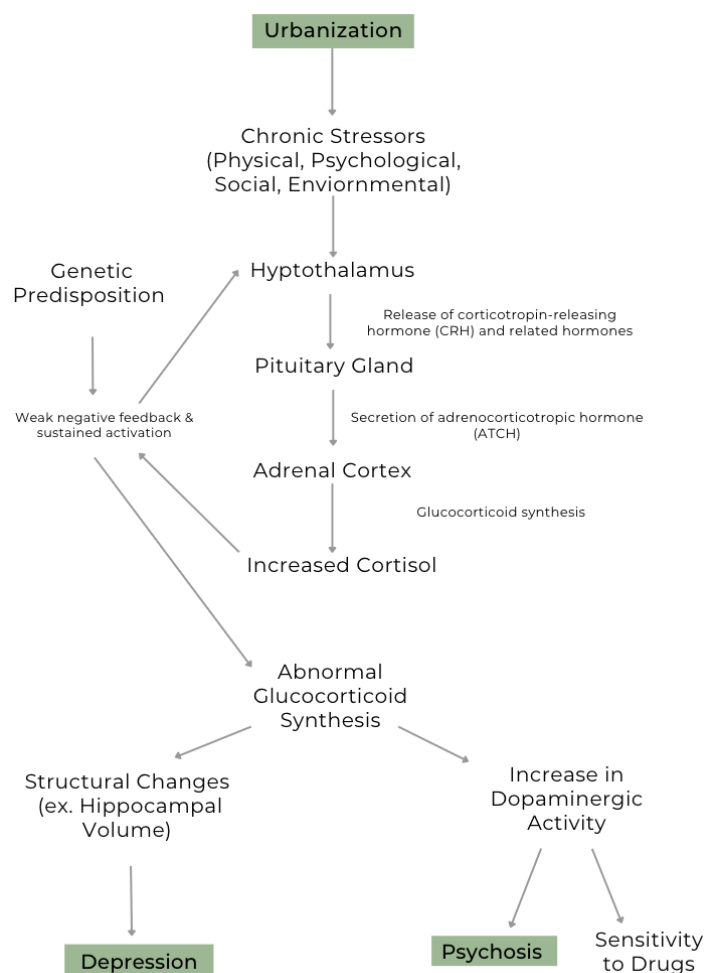 Urbanization
Chronic Stressors
(Physical, Psychological,
Social, Enviornmental)
Genetic
Predisposition
Hyptothalamus
Release of corticotropin-releasing
hormone (CRH) and related hormones
Pituitary Gland
Weak negative feedback &
sustained activation
Secretion of adrenocorticotropic hormone
(ATCH)
Adrenal Cortex
Glucocorticoid synthesis
Increased Cortisol
Abnormal
Glucocorticoid
Synthesis
Structural Changes
(ex. Hippocampal
Volume)
Increase in
Dopaminergic
Activity
Depression
Psychosis
Sensitivity
to Drugs